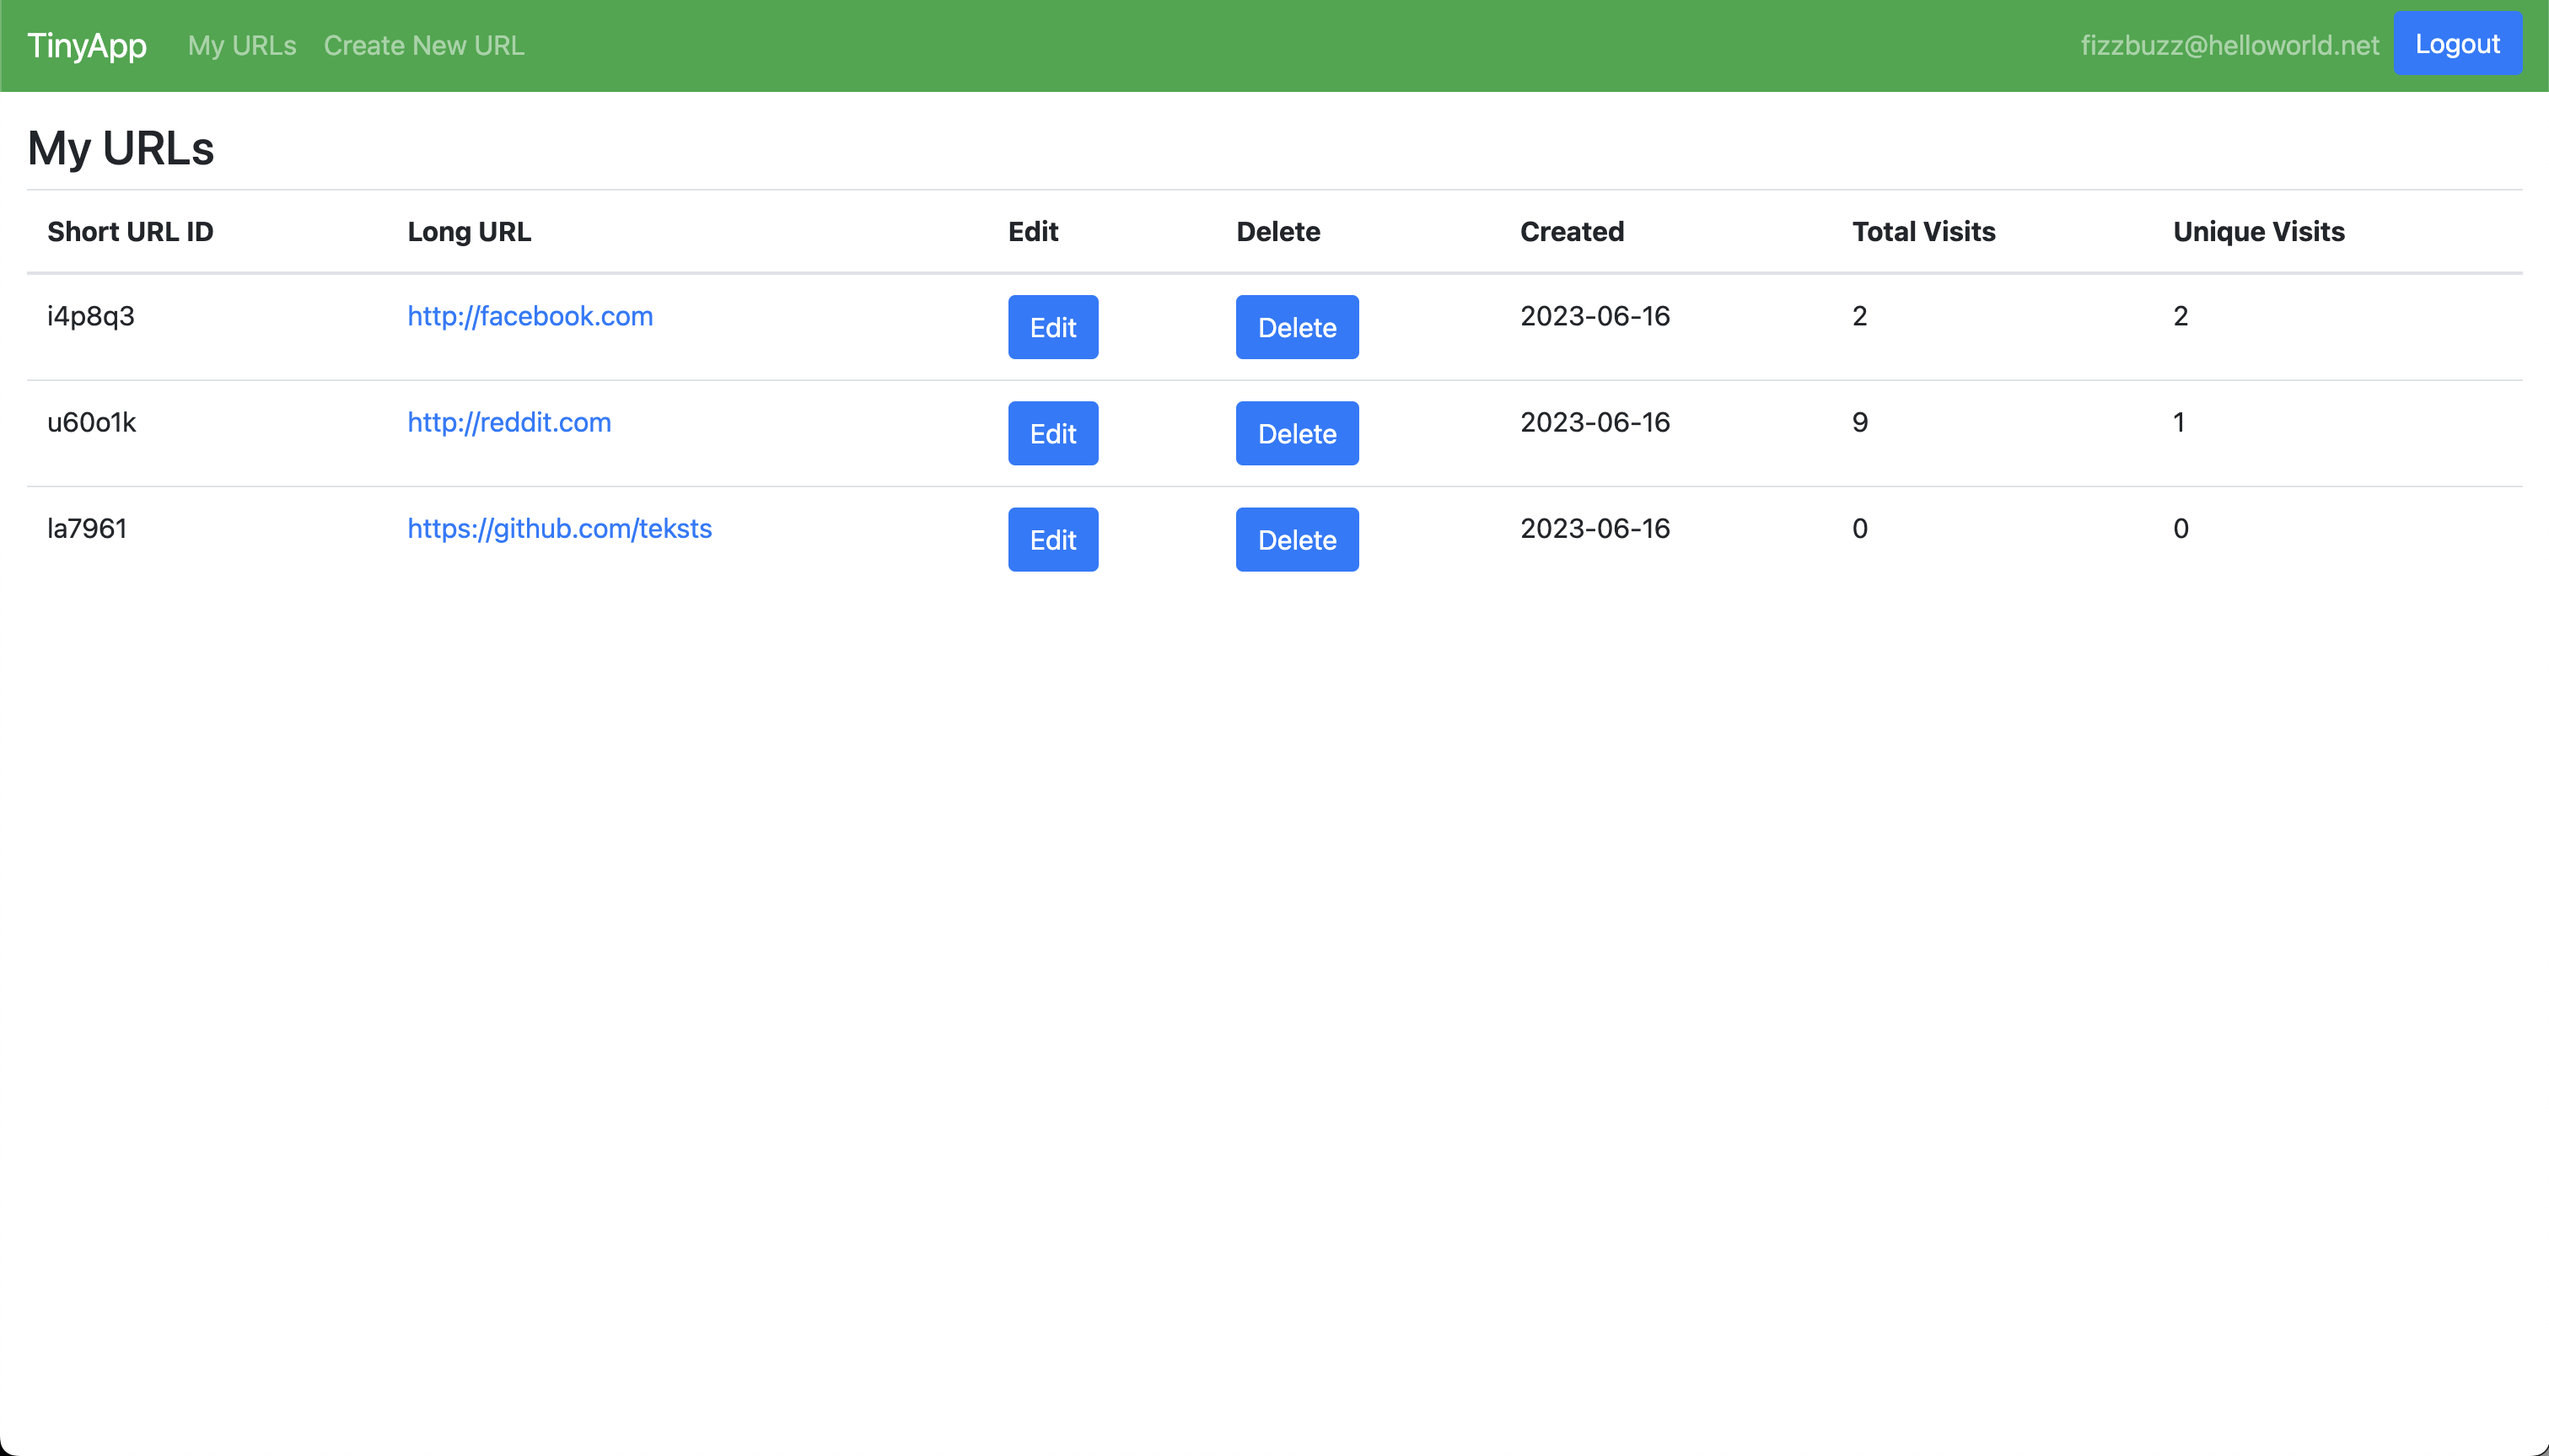 TinyApp My URLs Create New URL fizzbuzz@helloworld.net Logout
My URLs
Short URL ID Long URL Edit Delete Created Total Visits Unique Visits
i4p8q3 http://facebook.com Edit Delete 2023-06-16 2 2
u60o1k http://reddit.com Edit Delete 2023-06-16 9 1
la7961 https://github.com/teksts Edit Delete 2023-06-16 0 0